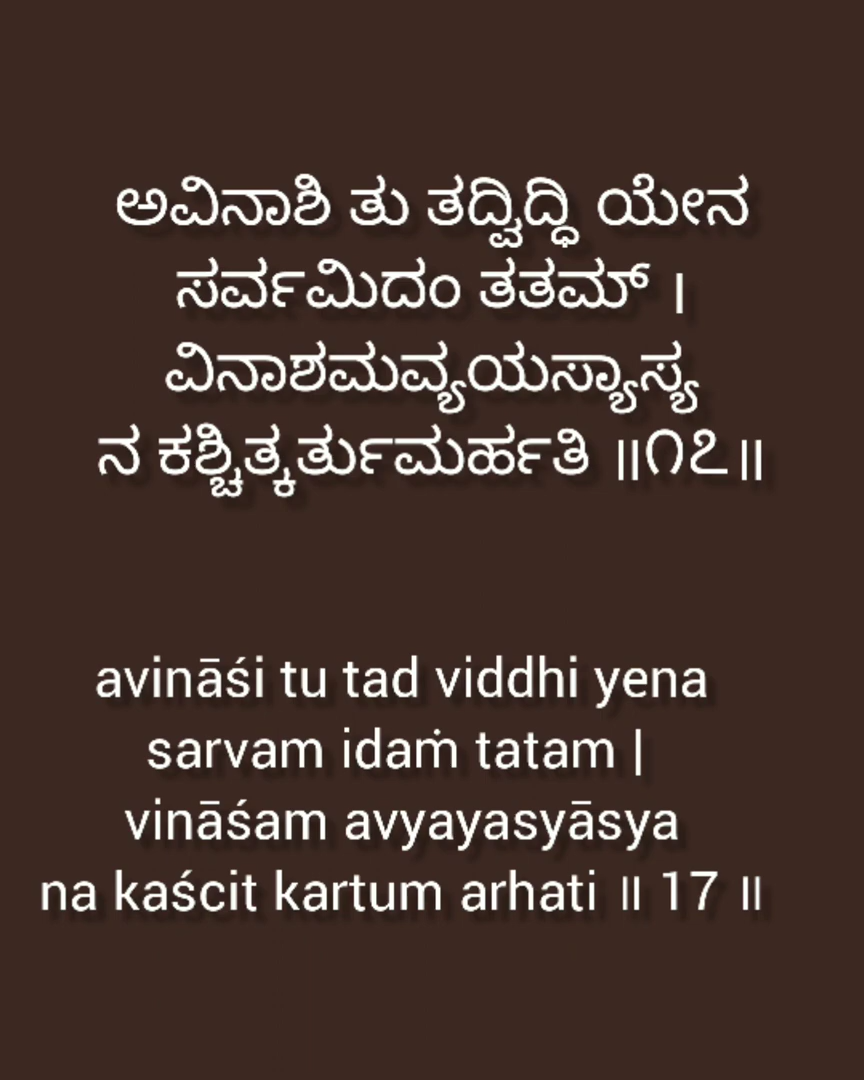 ಅವಿನಾಶಿ ತು ತದ್ವಿದ್ಧಿ ಯೇನ
ಸರ್ವಮಿದಂ ತತಮ್ ।
ವಿನಾಶಮವ್ಯಯಸ್ಯಾಸ್ಯ
ನ ಕಶ್ಚಿತ್ಕರ್ತುಮರ್ಹತಿ ॥೧೭॥
avināśi tu tad viddhi yena
sarvam idaṁ tatam |
vināśam avyayasyāsya
na kaścit kartum arhati ॥ 17 ॥